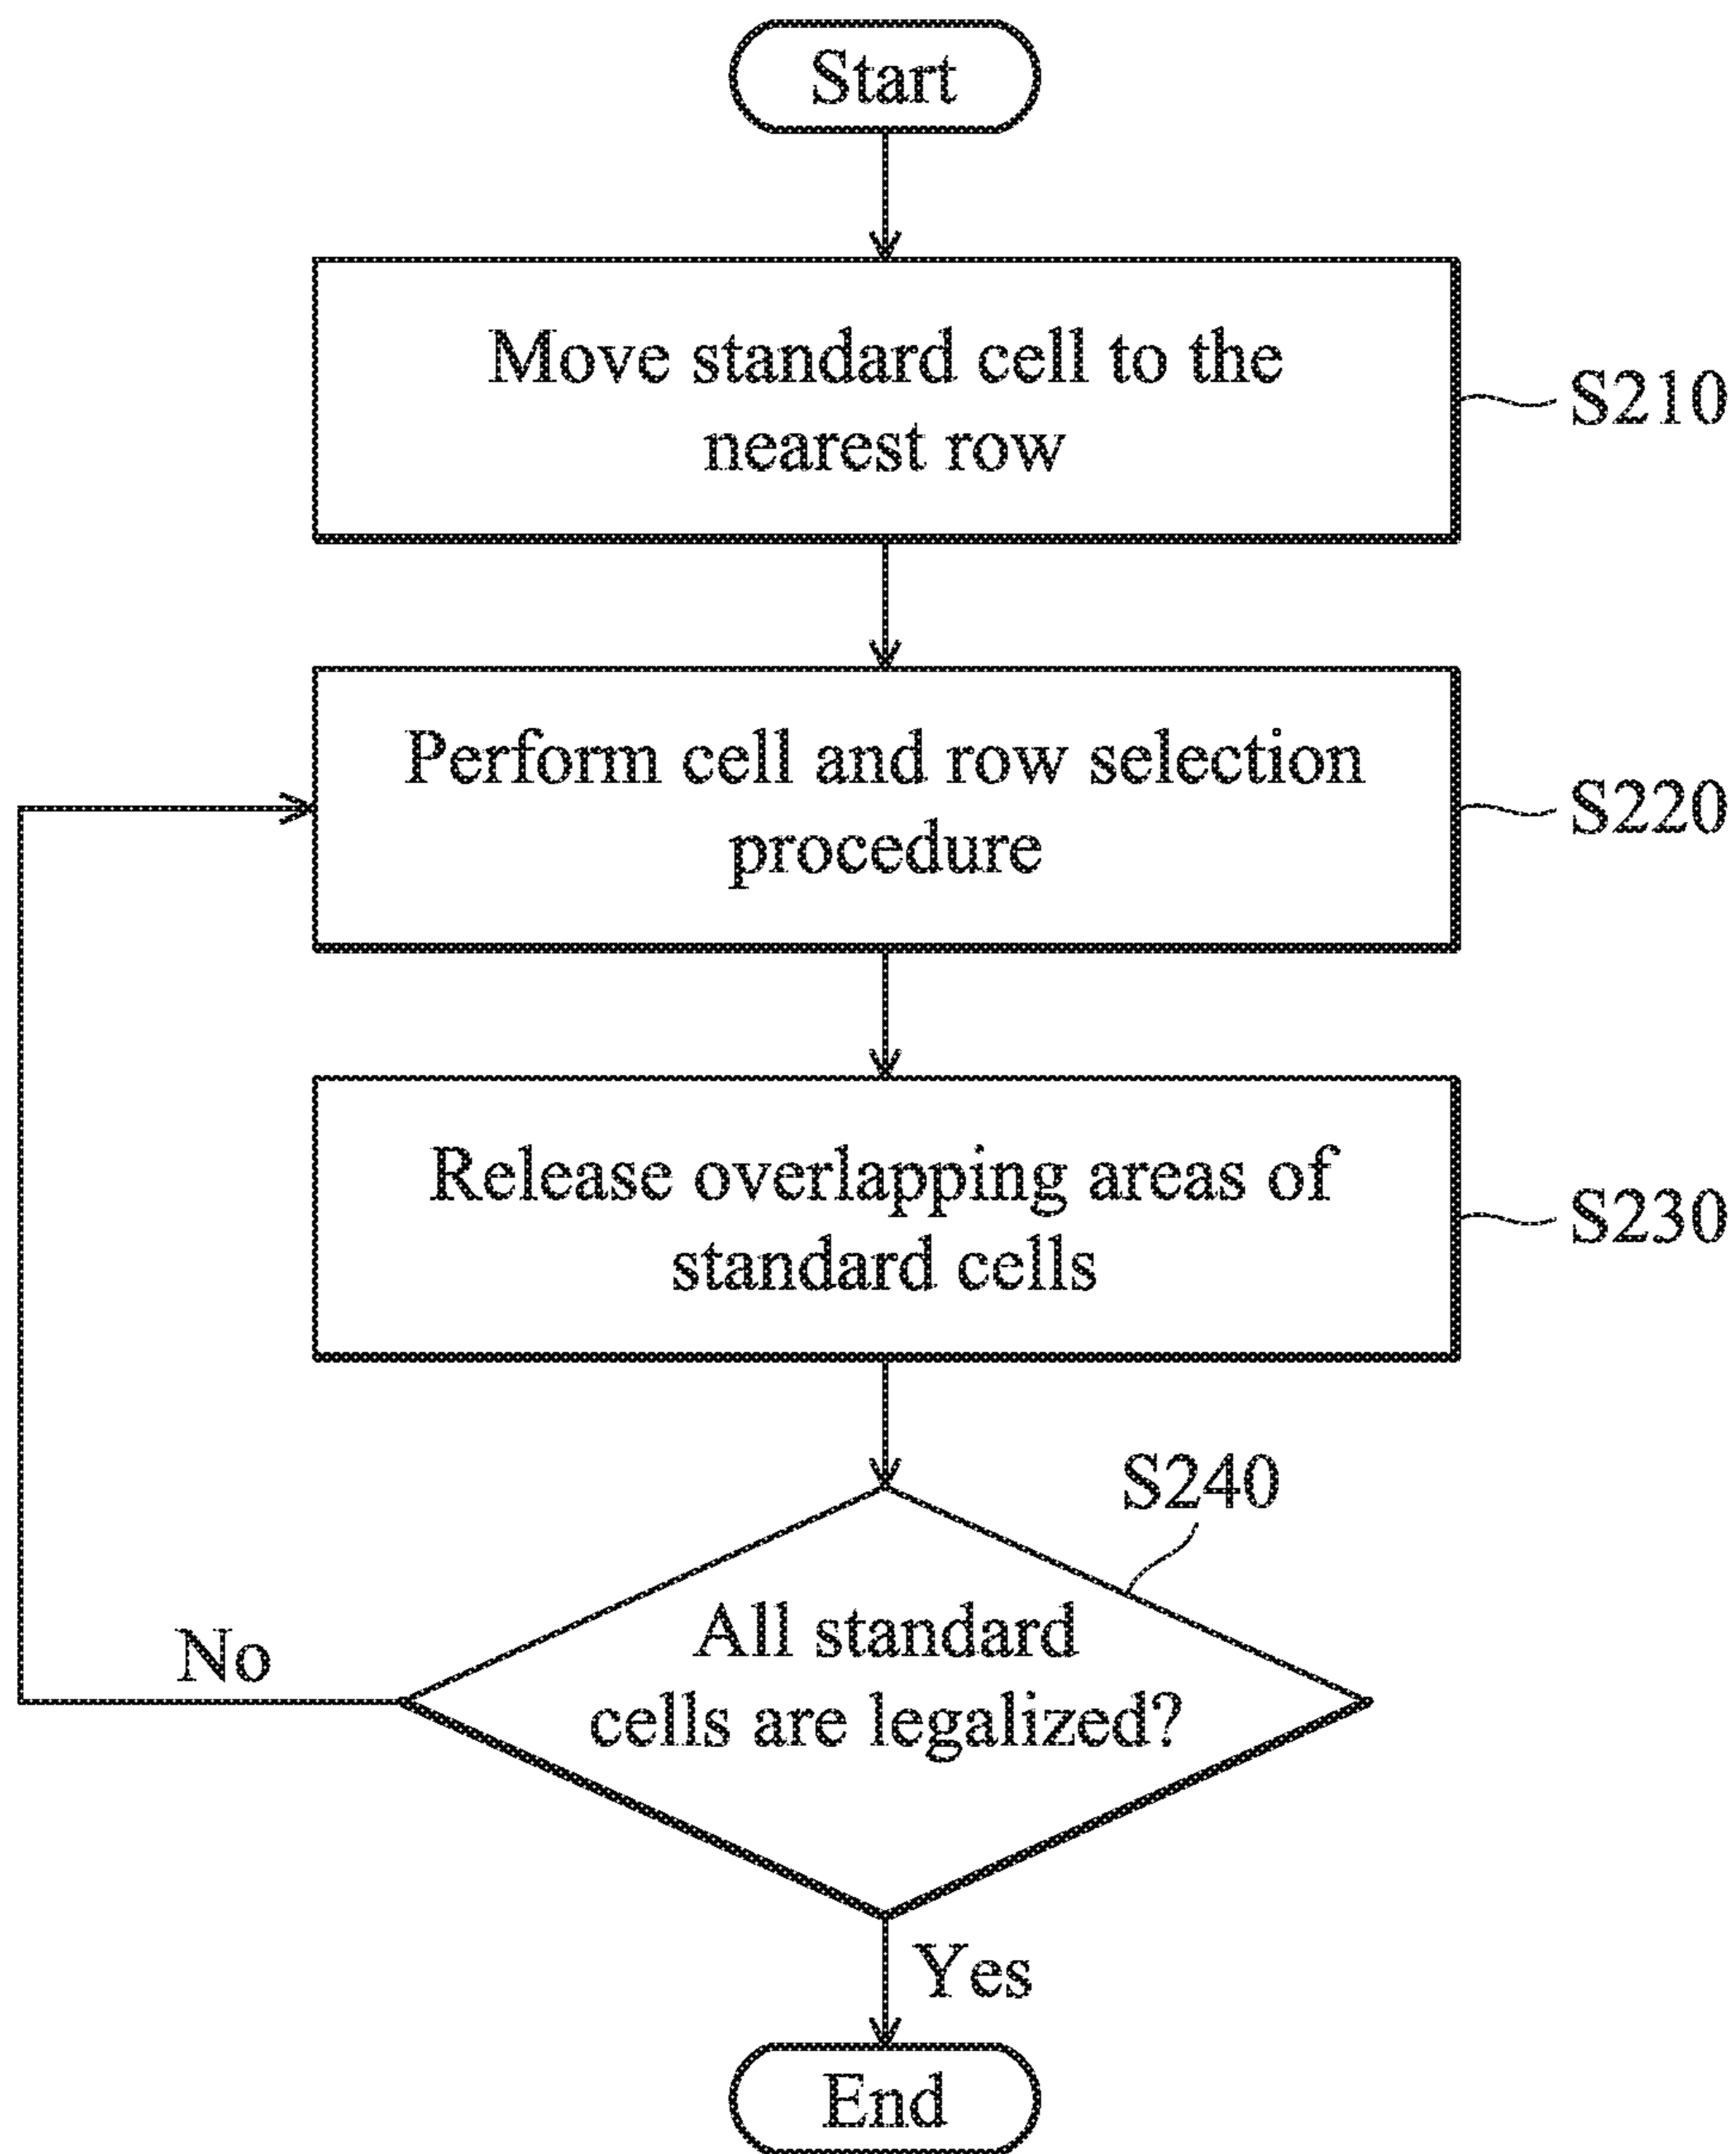 Start
Move standard cell to the
nearest row
S210
Perform cell and row selection
procedure
S220
Release overlapping areas of
standard cells
S230
S240
All standard
cells are legalized?
No
Yes
End